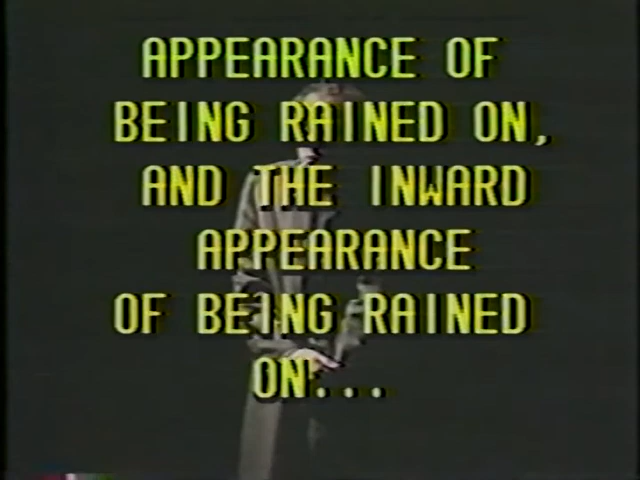 APPEARANCE OF
BEING RAINED ON,
AND THE INWARD
APPEARANCE
OF BEING RAINED
ON...